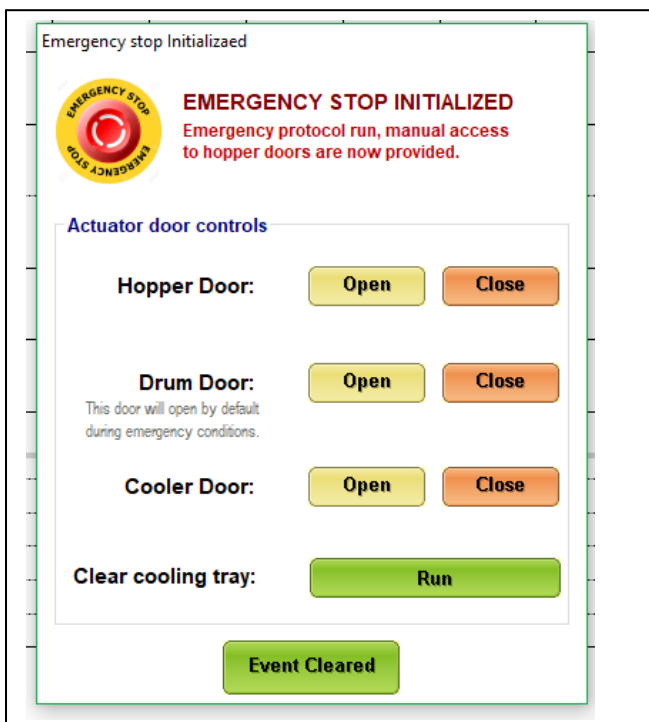 Emergency stop Initializaed
EMERGENCY STOP
EMERGENCY STOP
EMERGENCY STOP INITIALIZED
Emergency protocol run, manual access
to hopper doors are now provided.
Actuator door controls
Hopper Door: Open Close
Drum Door: Open Close
This door will open by default
during emergency conditions.
Cooler Door: Open Close
Clear cooling tray: Run
Event Cleared